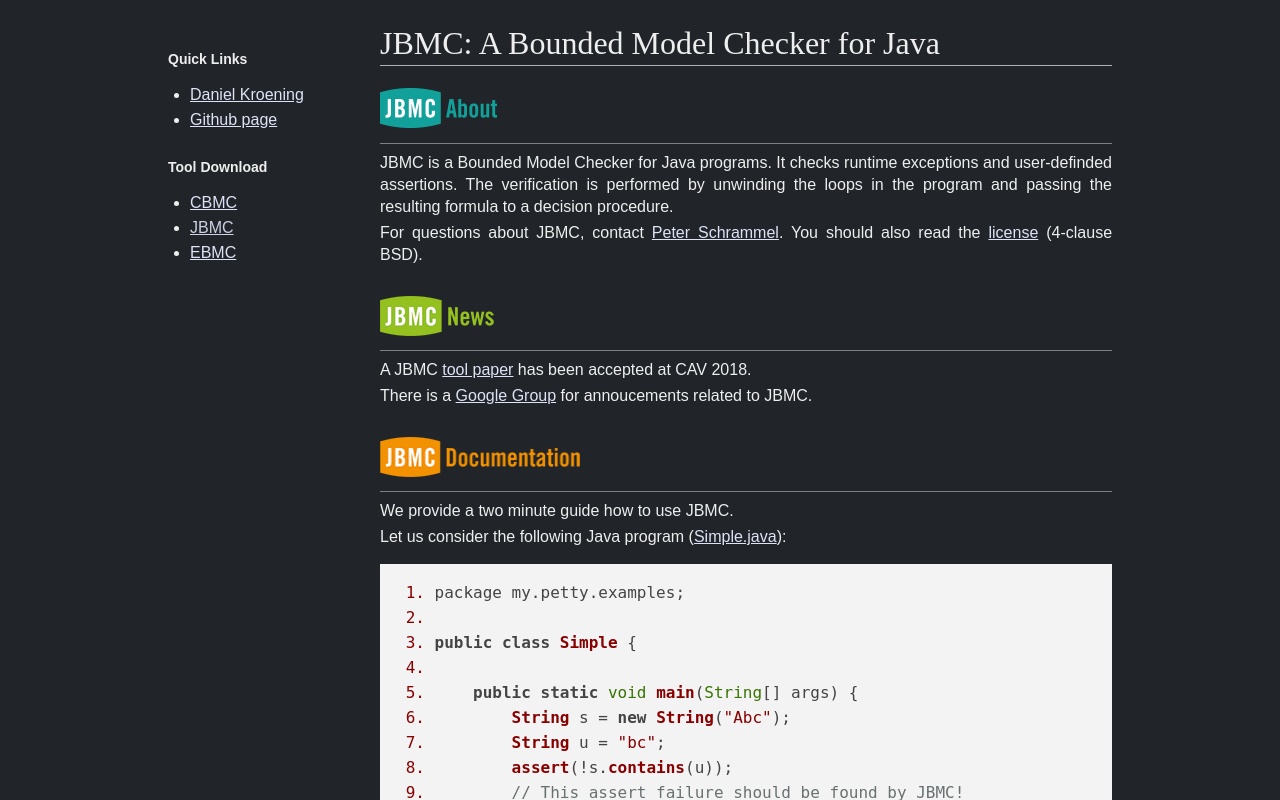 Quick Links
Daniel Kroening
Github page
Tool Download
CBMC
JBMC
EBMC
JBMC: A Bounded Model Checker for Java
JBMC About
JBMC is a Bounded Model Checker for Java programs. It checks runtime exceptions and user-definded
assertions. The verification is performed by unwinding the loops in the program and passing the
resulting formula to a decision procedure.
For questions about JBMC, contact Peter Schrammel. You should also read the license (4-clause
BSD).
JBMC News
A JBMC tool paper has been accepted at CAV 2018.
There is a Google Group for annoucements related to JBMC.
JBMC Documentation
We provide a two minute guide how to use JBMC.
Let us consider the following Java program (Simple.java):
1. package my.petty.examples;
2.
3. public class Simple {
4.
5.     public static void main(String[] args) {
6.         String s = new String("Abc");
7.         String u = "bc";
8.         assert(!s.contains(u));
9.         // This assert failure should be found by JBMC!